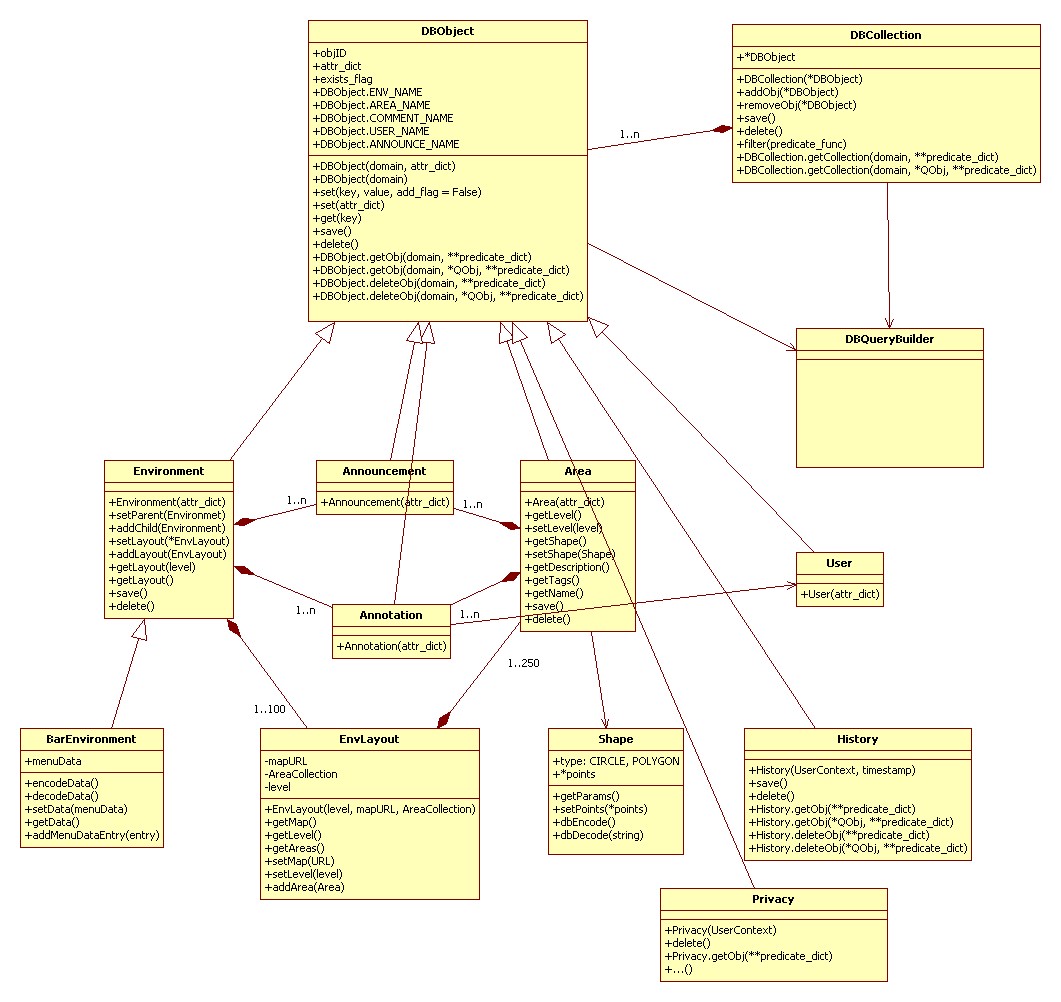 DBObject
+objID
+attr_dict
+exists_flag
+DBObject.ENV_NAME
+DBObject.AREA_NAME
+DBObject.COMMENT_NAME
+DBObject.USER_NAME
+DBObject.ANNOUNCE_NAME
+DBObject(domain, attr_dict)
+DBObject(domain)
+set(key, value, add_flag = False)
+set(attr_dict)
+get(key)
+save()
+delete()
+DBObject.getObj(domain, **predicate_dict)
+DBObject.getObj(domain, *QObj, **predicate_dict)
+DBObject.deleteObj(domain, **predicate_dict)
+DBObject.deleteObj(domain, *QObj, **predicate_dict)
1..n
DBCollection
+*DBObject
+DBCollection(*DBObject)
+addObj(*DBObject)
+removeObj(*DBObject)
+save()
+delete()
+filter(predicate_func)
+DBCollection.getCollection(domain, **predicate_dict)
+DBCollection.getCollection(domain, *QObj, **predicate_dict)
DBQueryBuilder
Environment
+Environment(attr_dict)
+setParent(Environmet)
+addChild(Environment)
+setLayout(*EnvLayout)
+addLayout(EnvLayout)
+getLayout(level)
+getLayout()
+save()
+delete()
1..n
Announcement
+Announcement(attr_dict)
1..n
Area
+Area(attr_dict)
+getLevel()
+setLevel(level)
+getShape()
+setShape(Shape)
+getDescription()
+getTags()
+getName()
+save()
+delete()
User
+User(attr_dict)
1..n
Annotation
+Annotation(attr_dict)
1..n
1..250
1..100
BarEnvironment
+menuData
+encodeData()
+decodeData()
+setData(menuData)
+getData()
+addMenuDataEntry(entry)
EnvLayout
-mapURL
-AreaCollection
-level
+EnvLayout(level, mapURL, AreaCollection)
+getMap()
+getLevel()
+getAreas()
+setMap(URL)
+setLevel(level)
+addArea(Area)
Shape
+type: CIRCLE, POLYGON
+*points
+getParams()
+setPoints(*points)
+dbEncode()
+dbDecode(string)
History
+History(UserContext, timestamp)
+save()
+delete()
+History.getObj(**predicate_dict)
+History.getObj(*QObj, **predicate_dict)
+History.deleteObj(**predicate_dict)
+History.deleteObj(*QObj, **predicate_dict)
Privacy
+Privacy(UserContext)
+delete()
+Privacy.getObj(**predicate_dict)
+...()